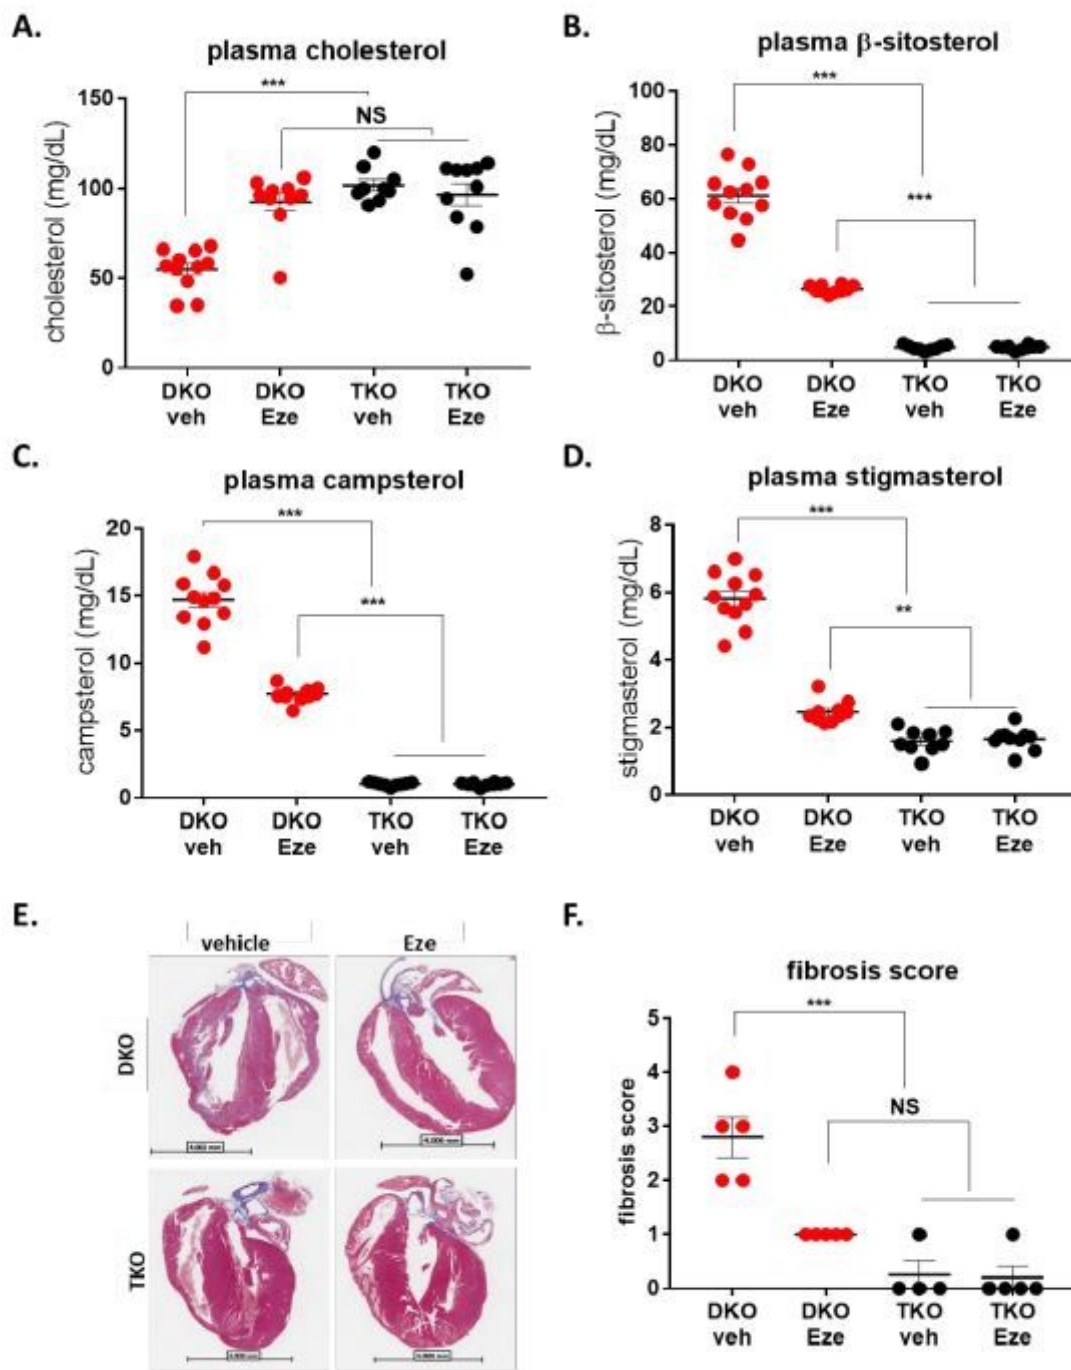 A.
plasma cholesterol
cholesterol (mg/dL)
150
100
50
0
***
NS
DKO veh
DKO Eze
TKO veh
TKO Eze
B.
plasma β-sitosterol
β-sitosterol (mg/dL)
100
80
60
40
20
0
***
***
DKO veh
DKO Eze
TKO veh
TKO Eze
C.
plasma campsterol
campsterol (mg/dL)
20
15
10
5
0
***
***
DKO veh
DKO Eze
TKO veh
TKO Eze
D.
plasma stigmasterol
stigmasterol (mg/dL)
8
6
4
2
0
***
**
DKO veh
DKO Eze
TKO veh
TKO Eze
E.
vehicle
Eze
DKO
TKO
F.
fibrosis score
fibrosis score
5
4
3
2
1
0
***
NS
DKO veh
DKO Eze
TKO veh
TKO Eze